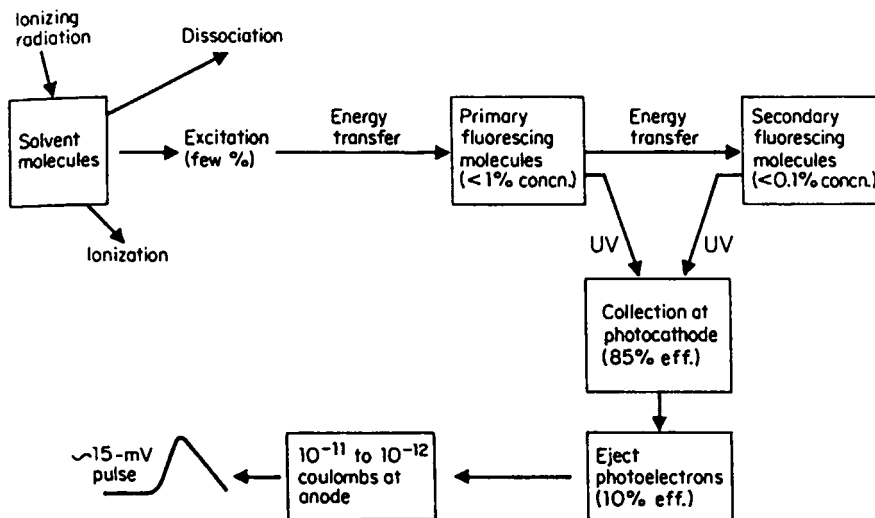 Ionizing
radiation
Dissociation
Solvent
molecules
Excitation
(few %)
Energy
transfer
Primary
fluorescing
molecules
(<1% concn.)
Energy
transfer
Secondary
fluorescing
molecules
(<0.1% concn.)
Ionization
UV
UV
Collection at
photocathode
(85% eff.)
Eject
photoelectrons
(10% eff.)
10⁻¹¹ to 10⁻¹²
coulombs at
anode
~15-mV
pulse